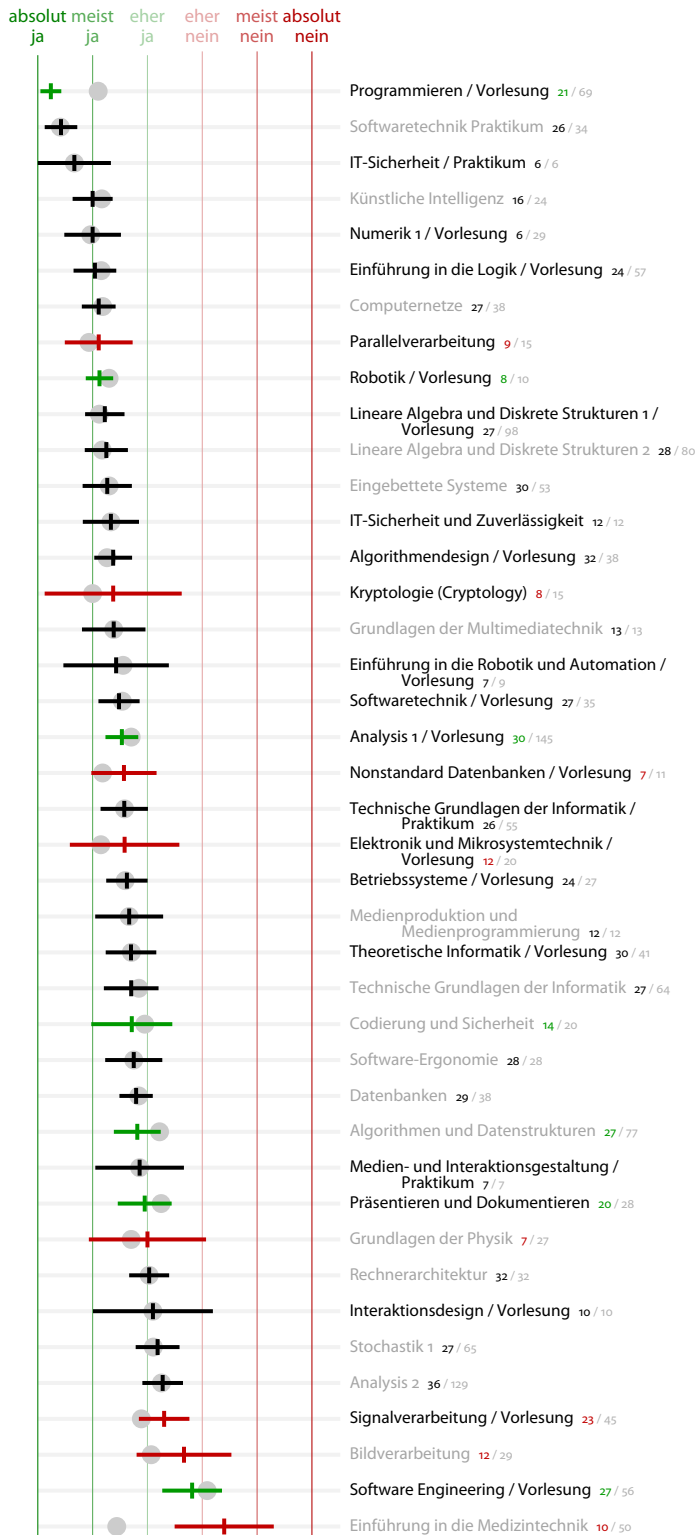 absolut meist eher eher meist absolut
ja ja ja nein nein nein
Programmieren / Vorlesung 21 / 69
Softwaretechnik Praktikum 26 / 34
IT-Sicherheit / Praktikum 6 / 6
Künstliche Intelligenz 16 / 24
Numerik 1 / Vorlesung 6 / 29
Einführung in die Logik / Vorlesung 24 / 57
Computernetze 27 / 38
Parallelverarbeitung 9 / 15
Robotik / Vorlesung 8 / 10
Lineare Algebra und Diskrete Strukturen 1 /
Vorlesung 27 / 98
Lineare Algebra und Diskrete Strukturen 2 28 / 80
Eingebettete Systeme 30 / 53
IT-Sicherheit und Zuverlässigkeit 12 / 12
Algorithmendesign / Vorlesung 32 / 38
Kryptologie (Cryptology) 8 / 15
Grundlagen der Multimediatechnik 13 / 13
Einführung in die Robotik und Automation /
Vorlesung 7 / 9
Softwaretechnik / Vorlesung 27 / 35
Analysis 1 / Vorlesung 30 / 145
Nonstandard Datenbanken / Vorlesung 7 / 11
Technische Grundlagen der Informatik /
Praktikum 26 / 55
Elektronik und Mikrosystemtechnik /
Vorlesung 12 / 20
Betriebssysteme / Vorlesung 24 / 27
Medienproduktion und
Medienprogrammierung 12 / 12
Theoretische Informatik / Vorlesung 30 / 41
Technische Grundlagen der Informatik 27 / 64
Codierung und Sicherheit 14 / 20
Software-Ergonomie 28 / 28
Datenbanken 29 / 38
Algorithmen und Datenstrukturen 27 / 77
Medien- und Interaktionsgestaltung /
Praktikum 7 / 7
Präsentieren und Dokumentieren 20 / 28
Grundlagen der Physik 7 / 27
Rechnerarchitektur 32 / 32
Interaktionsdesign / Vorlesung 10 / 10
Stochastik 1 27 / 65
Analysis 2 36 / 129
Signalverarbeitung / Vorlesung 23 / 45
Bildverarbeitung 12 / 29
Software Engineering / Vorlesung 27 / 56
Einführung in die Medizintechnik 10 / 50